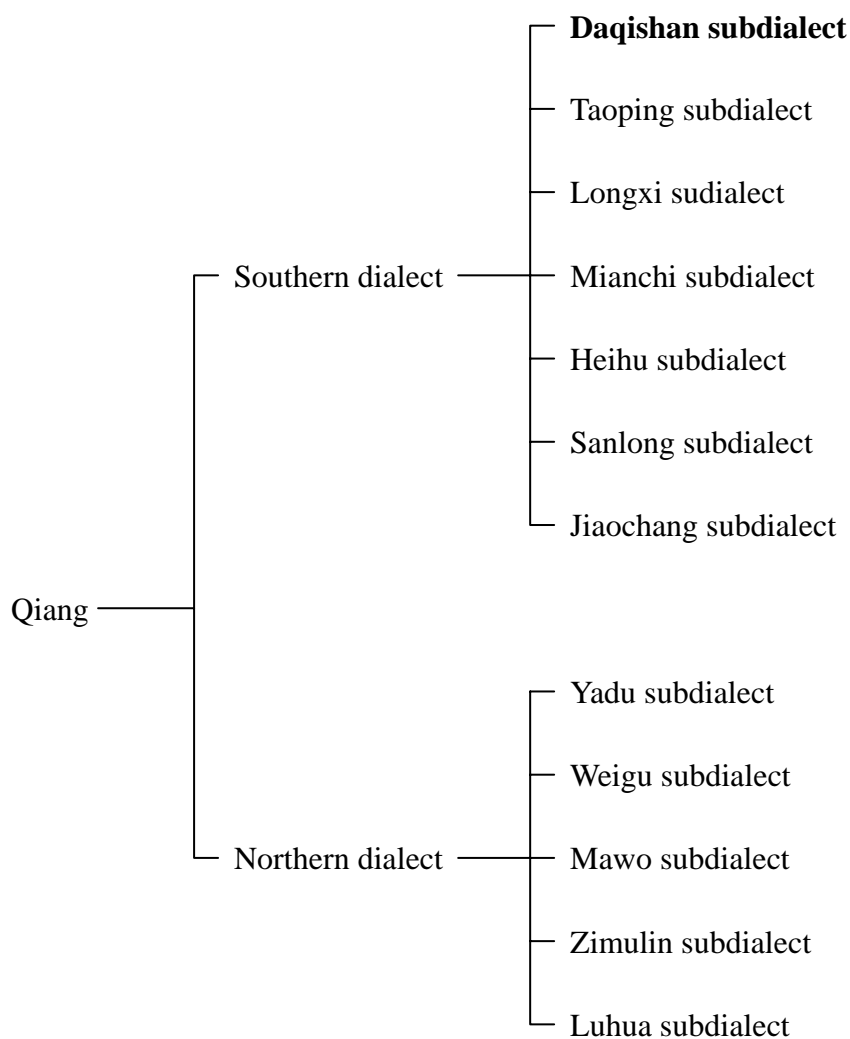 Daqishan subdialect
Taoping subdialect
Longxi sudialect
Southern dialect
Mianchi subdialect
Heihu subdialect
Sanlong subdialect
Jiaochang subdialect
Qiang
Yadu subdialect
Weigu subdialect
Northern dialect
Mawo subdialect
Zimulin subdialect
Luhua subdialect